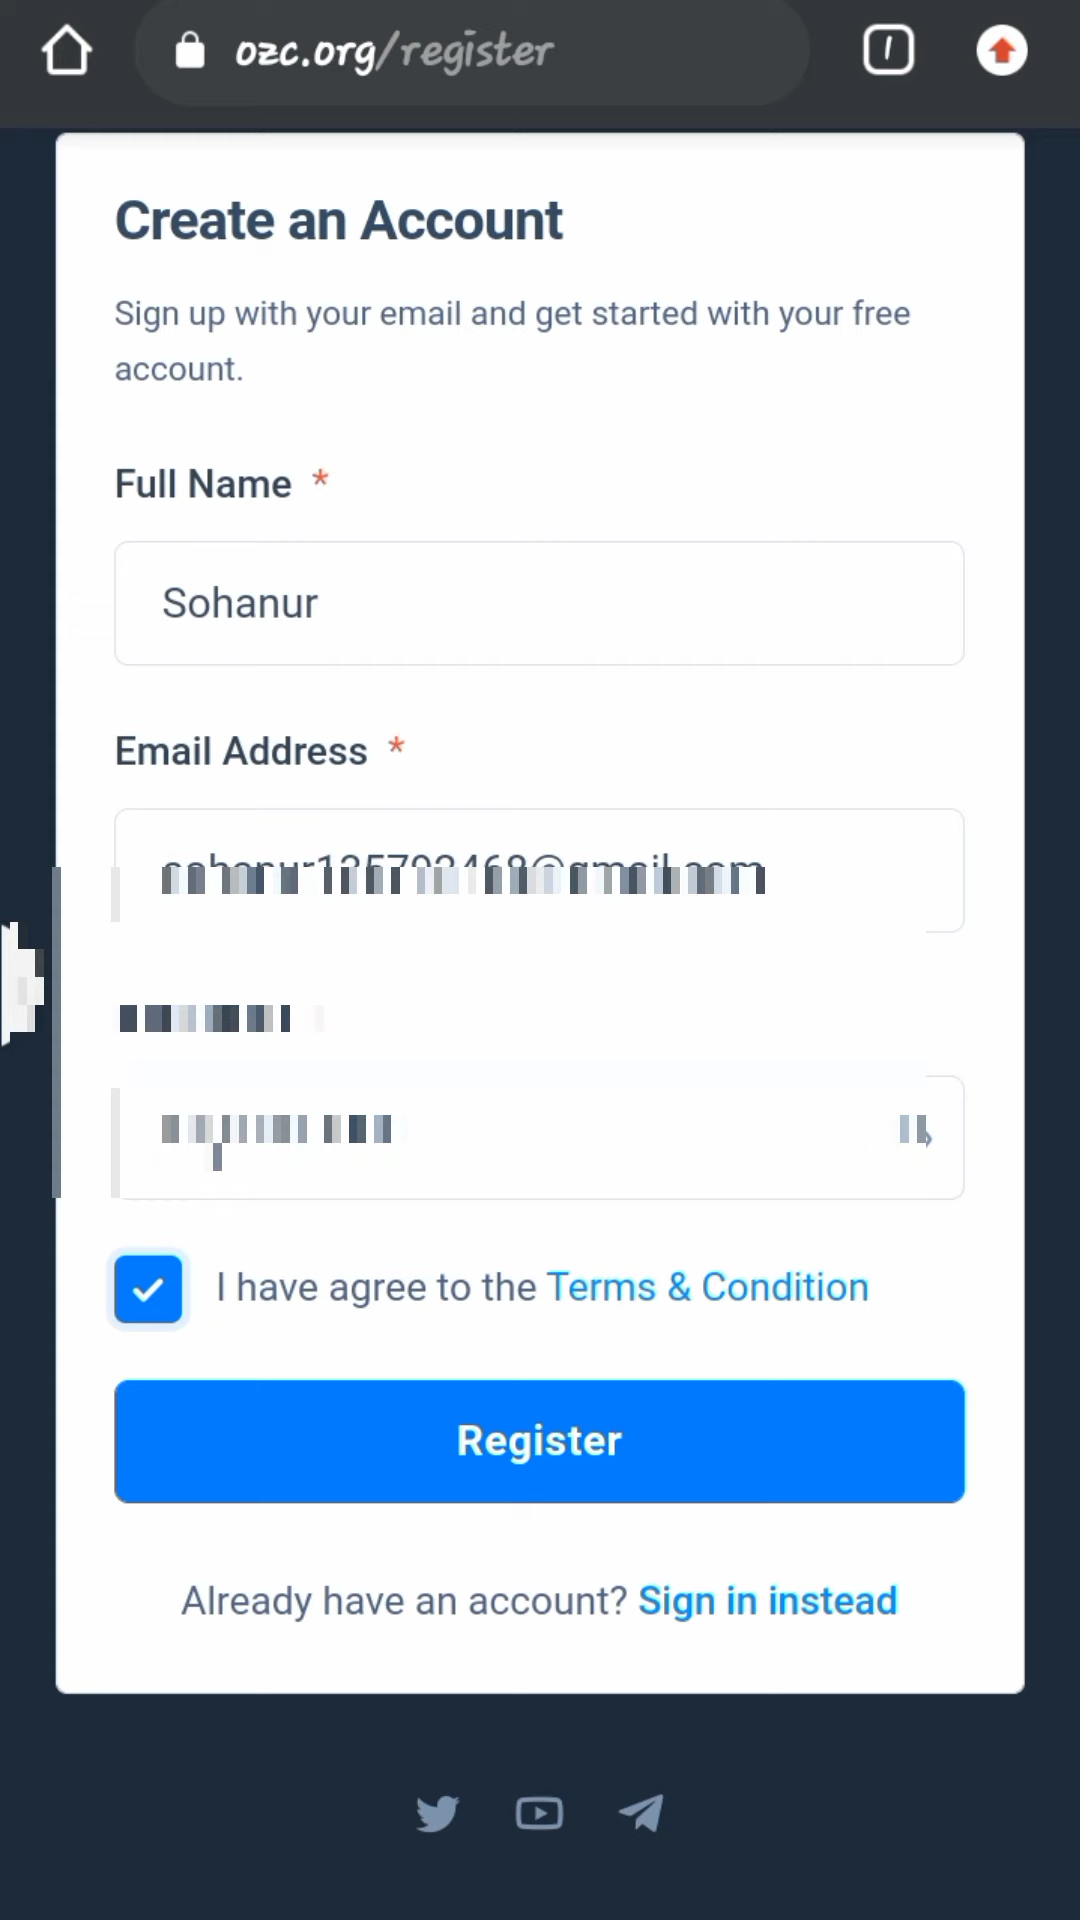 ozc.org/register
Create an Account
Sign up with your email and get started with your free
account.
Full Name *
Sohanur
Email Address *
I have agree to the Terms & Condition
Register
Already have an account? Sign in instead